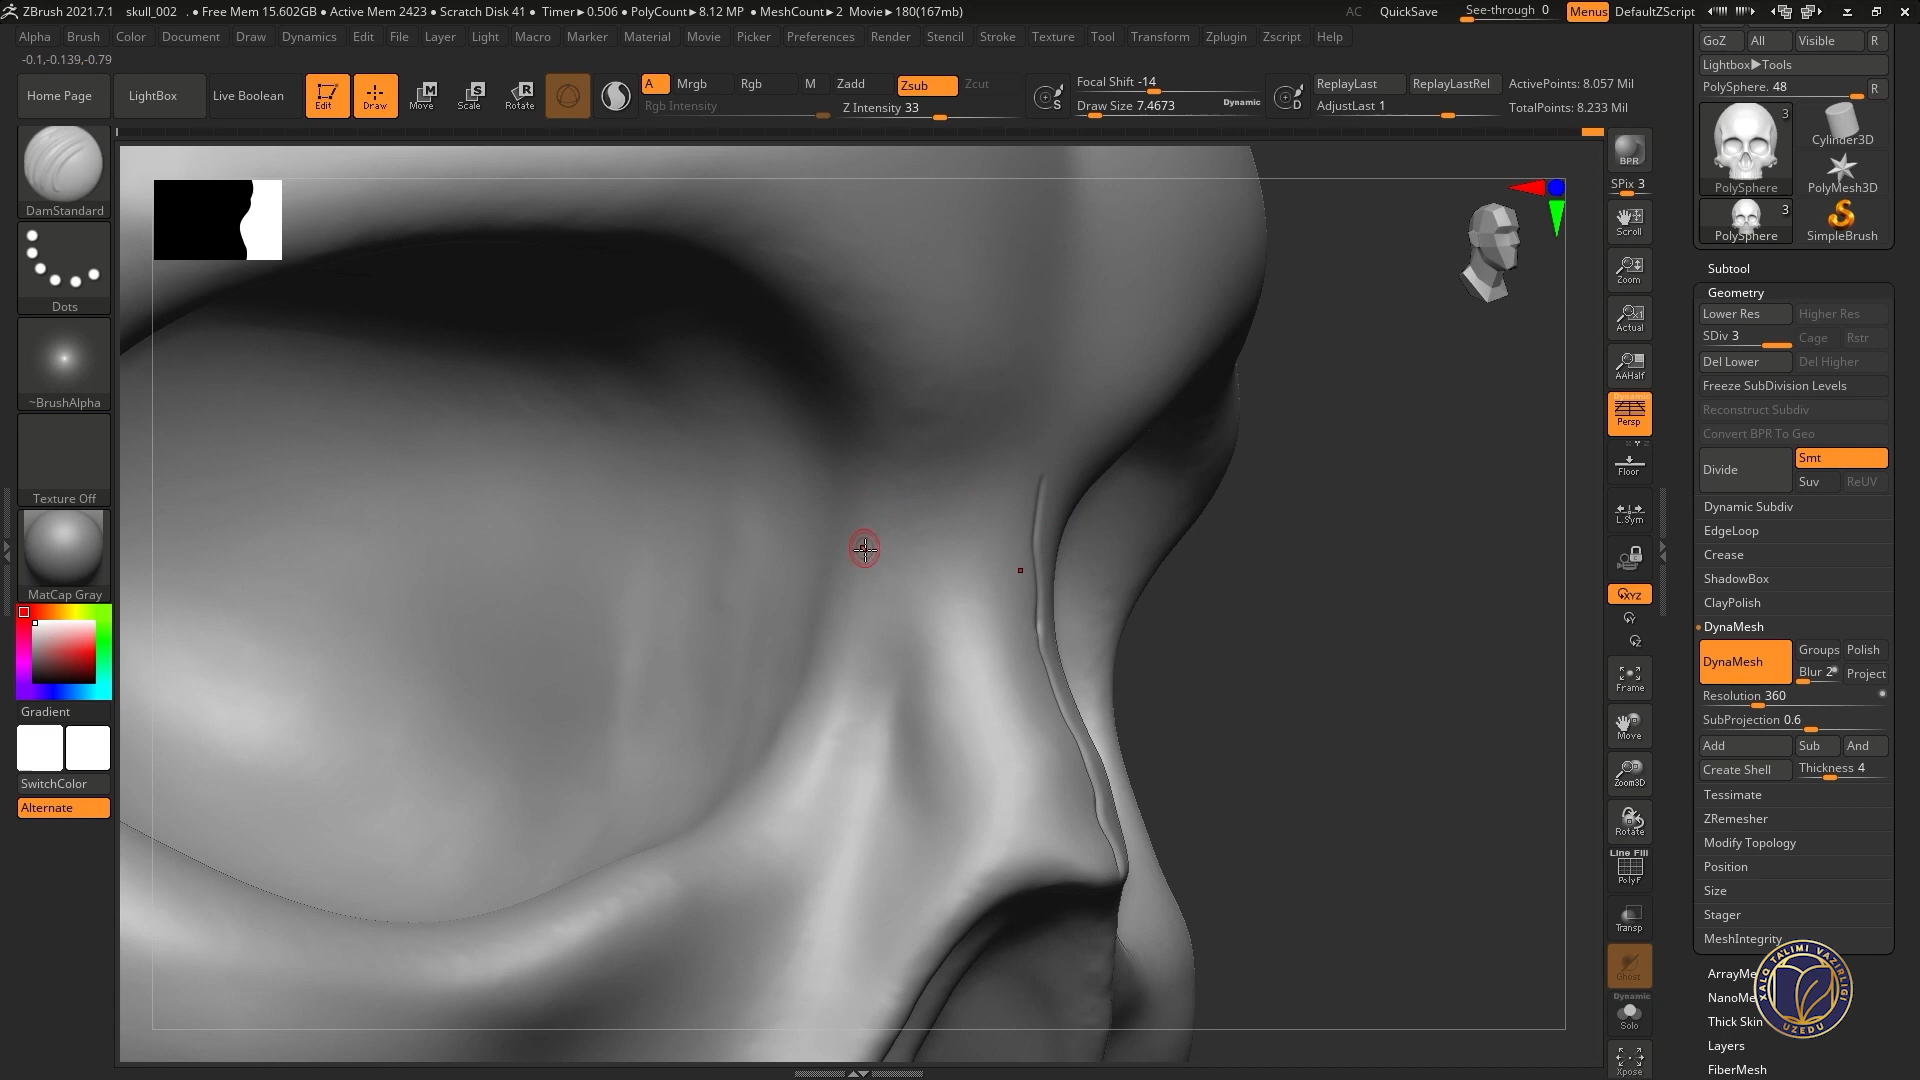 ZBrush 2021.7.1 skull_002 . ● Free Mem 15.602GB ● Active Mem 2423 ● Scratch Disk 41 ● Timer►0.506 ● PolyCount►8.12 MP ● MeshCount►2 Movie►180(167mb) AC QuickSave See-through 0 Menus DefaultZScript
Alpha Brush Color Document Draw Dynamics Edit File Layer Light Macro Marker Material Movie Picker Preferences Render Stencil Stroke Texture Tool Transform Zplugin Zscript Help
-0.1,-0.139,-0.79
Home Page LightBox Live Boolean Edit Draw Move Scale Rotate A Mrgb Rgb M Zadd Zsub Zcut Focal Shift -14 ReplayLast ReplayLastRel ActivePoints: 8.057 Mil
M S R S D
Rgb Intensity Z Intensity 33 Draw Size 7.4673 Dynamic AdjustLast 1 TotalPoints: 8.233 Mil
DamStandard
Dots
~BrushAlpha
Texture Off
MatCap Gray
Gradient
SwitchColor
Alternate
BPR
SPix 3
Scroll
Zoom
Actual
AAHalf
Dynamic
Persp
Floor
L.Sym
XYZ
Y
Z
Frame
Move
Zoom3D
Rotate
Line Fill
PolyF
Transp
Ghost
Dynamic
Solo
Xpose
GoZ All Visible R
Lightbox►Tools
PolySphere. 48 R
3
PolySphere Cylinder3D
PolyMesh3D
3
PolySphere SimpleBrush
Subtool
Geometry
Lower Res Higher Res
SDiv 3 Cage Rstr
Del Lower Del Higher
Freeze SubDivision Levels
Reconstruct Subdiv
Convert BPR To Geo
Divide Smt
Suv ReUV
Dynamic Subdiv
EdgeLoop
Crease
ShadowBox
ClayPolish
DynaMesh
DynaMesh Groups Polish
Blur 2 Project
Resolution 360
SubProjection 0.6
Add Sub And
Create Shell Thickness 4
Tessimate
ZRemesher
Modify Topology
Position
Size
Stager
MeshIntegrity
ArrayMe
NanoMe
Thick Skin
Layers
FiberMesh
XALQ TA'LIMI VAZIRLIGI
UZEDU